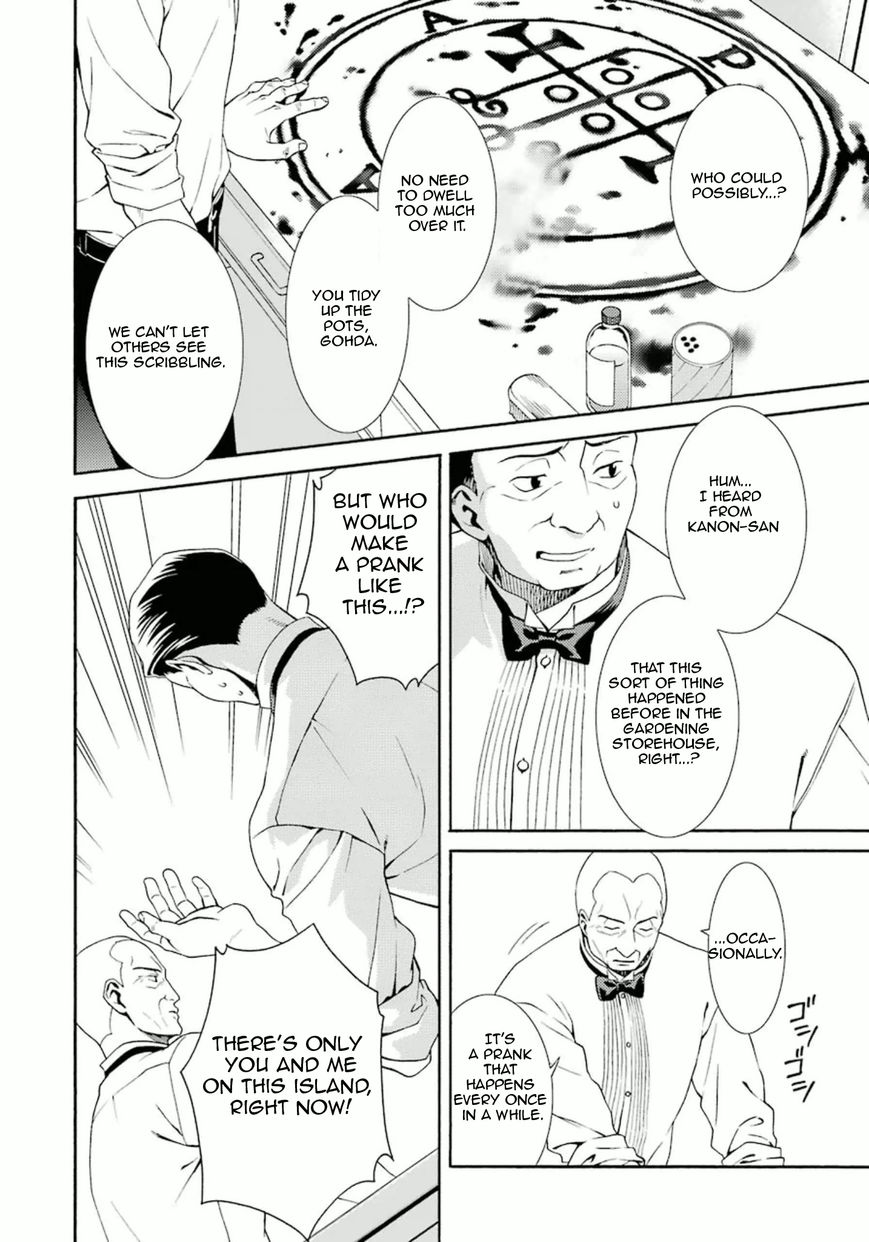 WHO COULD
POSSIBLY...?
NO NEED
TO DWELL
TOO MUCH
OVER IT.
YOU TIDY
UP THE
POTS,
GOHDA.
WE CAN'T LET
OTHERS SEE
THIS SCRIBBLING.
A
P
A
8
HUM...
I HEARD
FROM
KANON-SAN
THAT THIS
SORT OF THING
HAPPENED
BEFORE IN THE
GARDENING
STOREHOUSE,
RIGHT...?
...OCCA-
SIONALLY.
IT'S
A PRANK
THAT
HAPPENS
EVERY ONCE
IN A WHILE.
ゴシ
ゴシ
BUT WHO
WOULD
MAKE
A PRANK
LIKE
THIS...!?
THERE'S ONLY
YOU AND ME
ON THIS ISLAND,
RIGHT NOW!